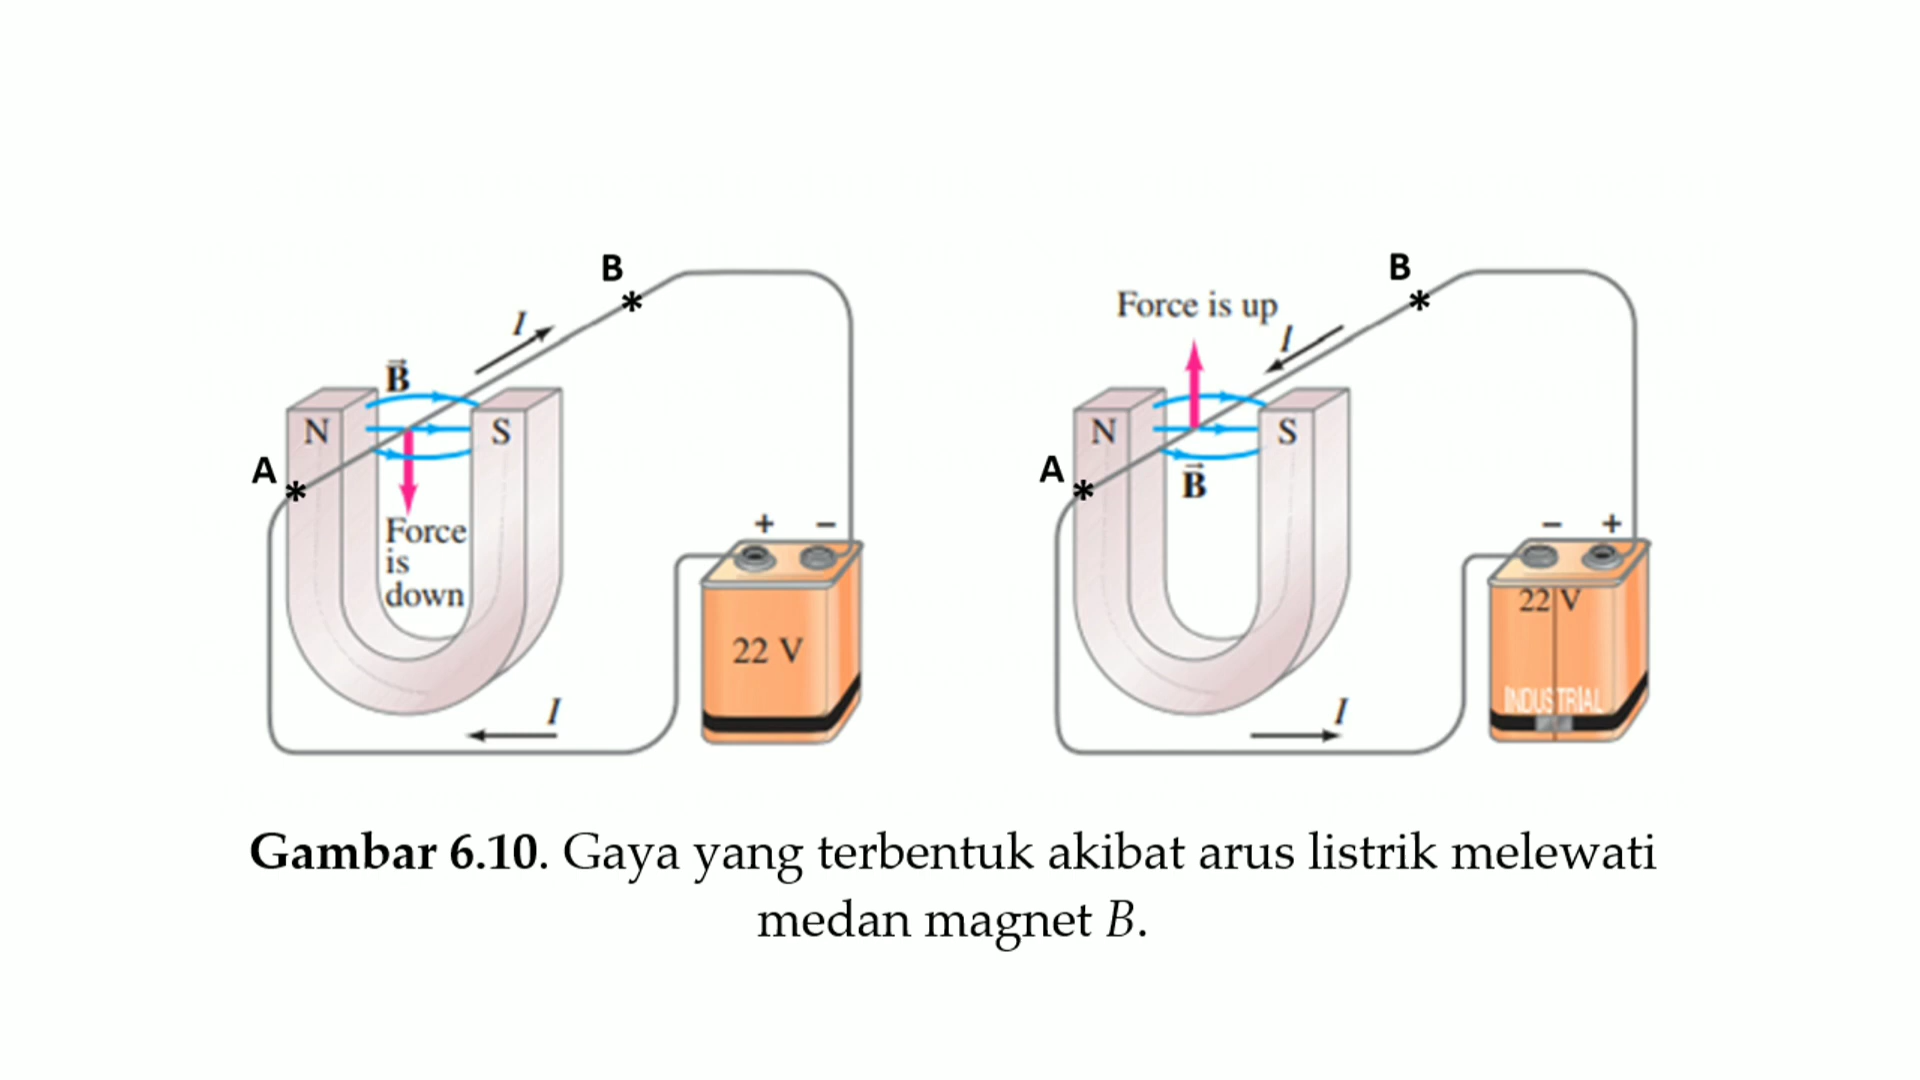 B
I
B⃗
N
S
A
*
*
Force
is
down
+ −
22 V
I
B
Force is up
I
N
S
A
*
*
B⃗
− +
22 V
INDUSTRIAL
I
Gambar 6.10. Gaya yang terbentuk akibat arus listrik melewati
medan magnet B.